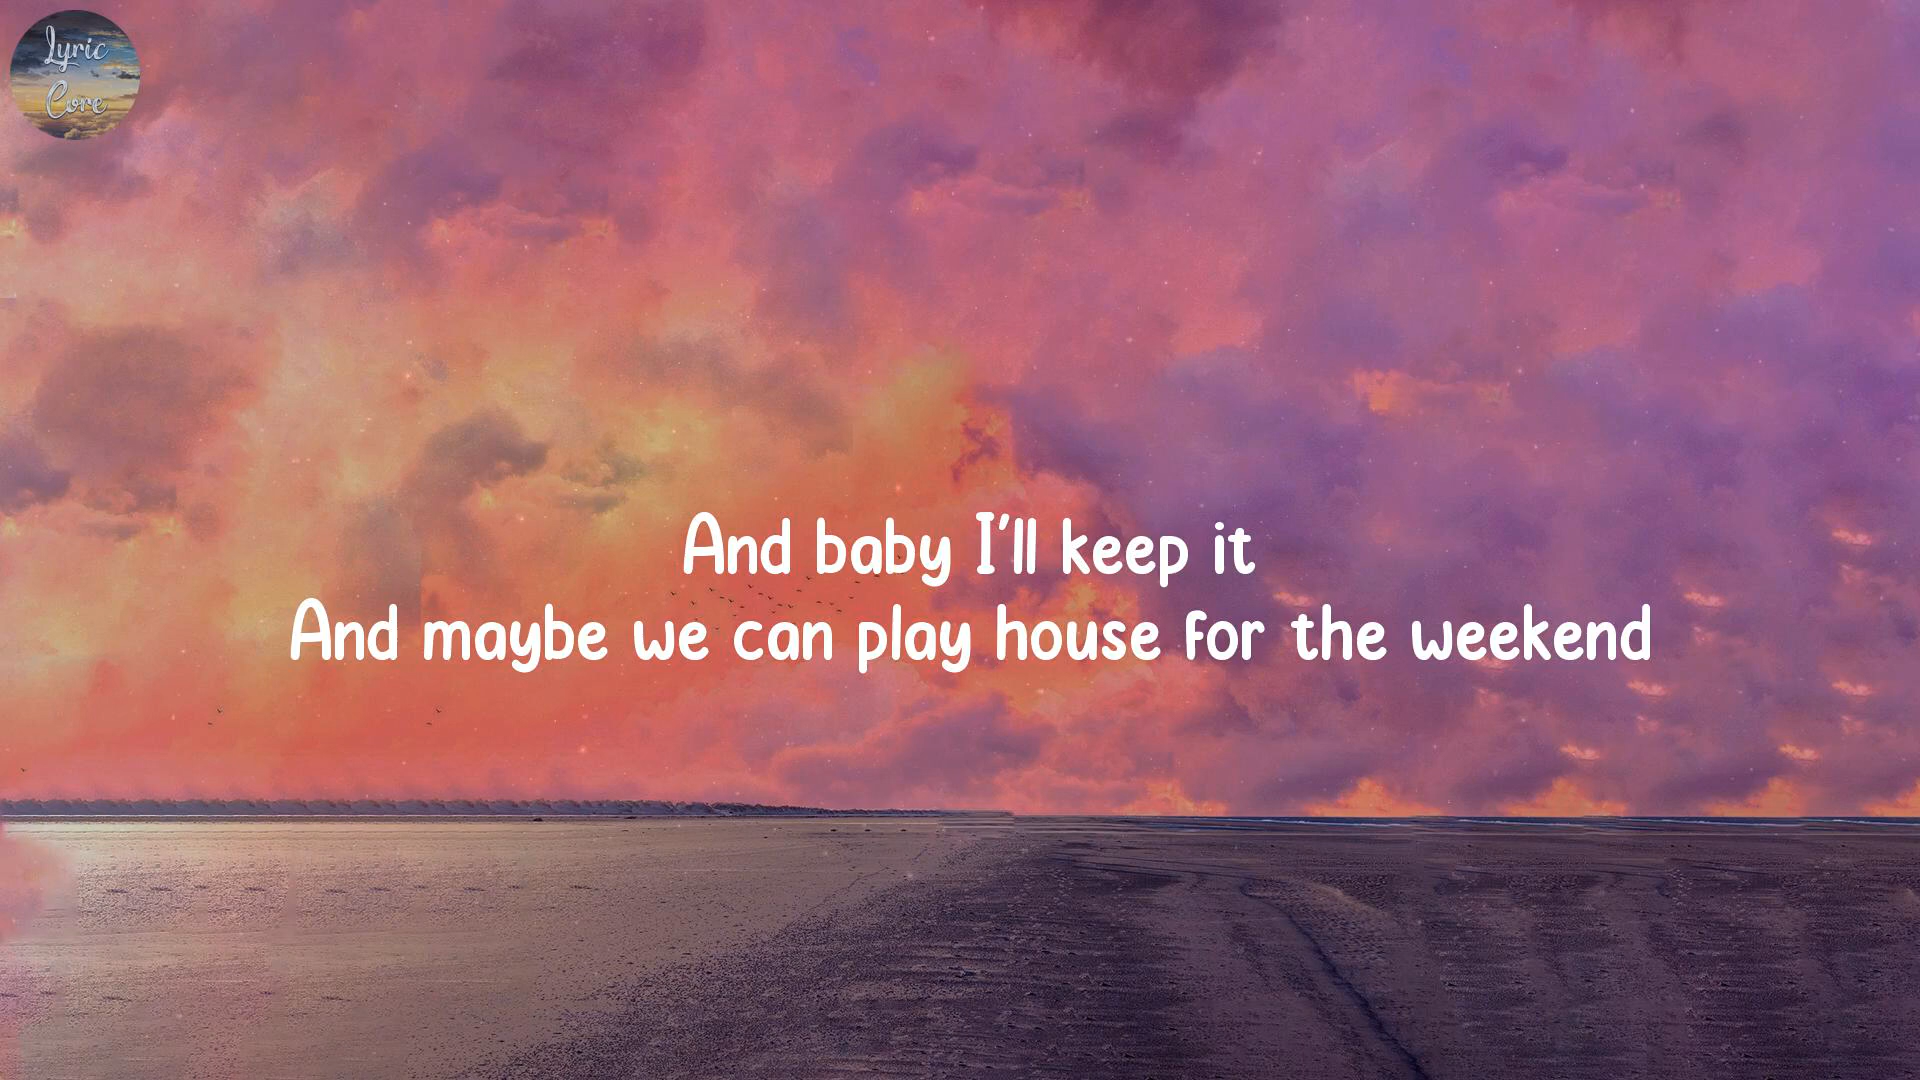 Lyric
Core
And baby I'll keep it
And maybe we can play house for the weekend